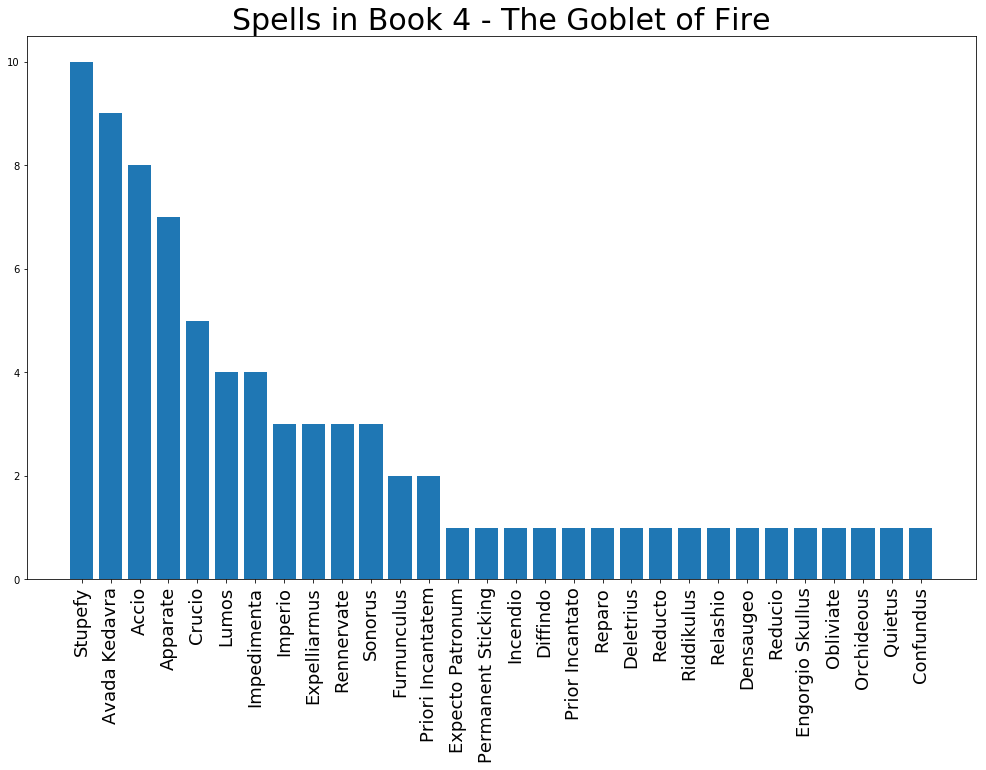 Spells in Book 4 - The Goblet of Fire
10
8
6
4
2
0
Stupefy
Avada Kedavra
Accio
Apparate
Crucio
Lumos
Impedimenta
Imperio
Expelliarmus
Rennervate
Sonorus
Furnunculus
Priori Incantatem
Expecto Patronum
Permanent Sticking
Incendio
Diffindo
Prior Incantato
Reparo
Deletrius
Reducto
Riddikulus
Relashio
Densaugeo
Reducio
Engorgio Skullus
Obliviate
Orchideous
Quietus
Confundus